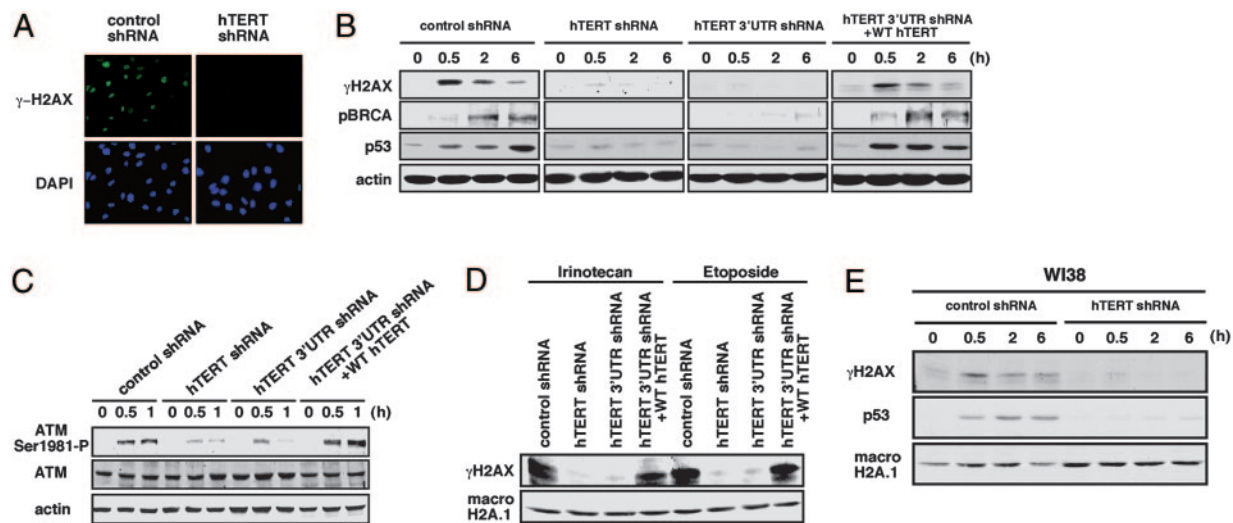 A
control shRNA
hTERT shRNA
γ–H2AX
DAPI
B
control shRNA
hTERT shRNA
hTERT 3'UTR shRNA
hTERT 3'UTR shRNA
+WT hTERT
0 0.5 2 6 0 0.5 2 6 0 0.5 2 6 0 0.5 2 6 (h)
γH2AX
pBRCA
p53
actin
C
control shRNA
hTERT shRNA
hTERT 3'UTR shRNA
hTERT 3'UTR shRNA
+WT hTERT
0 0.5 1 0 0.5 1 0 0.5 1 0 0.5 1 (h)
ATM
Ser1981-P
ATM
actin
D
Irinotecan
Etoposide
control shRNA
hTERT shRNA
hTERT 3'UTR shRNA
hTERT 3'UTR shRNA
+WT hTERT
control shRNA
hTERT shRNA
hTERT 3'UTR shRNA
hTERT 3'UTR shRNA
+WT hTERT
γH2AX
macro
H2A.1
E
WI38
control shRNA
hTERT shRNA
0 0.5 2 6 0 0.5 2 6 (h)
γH2AX
p53
macro
H2A.1